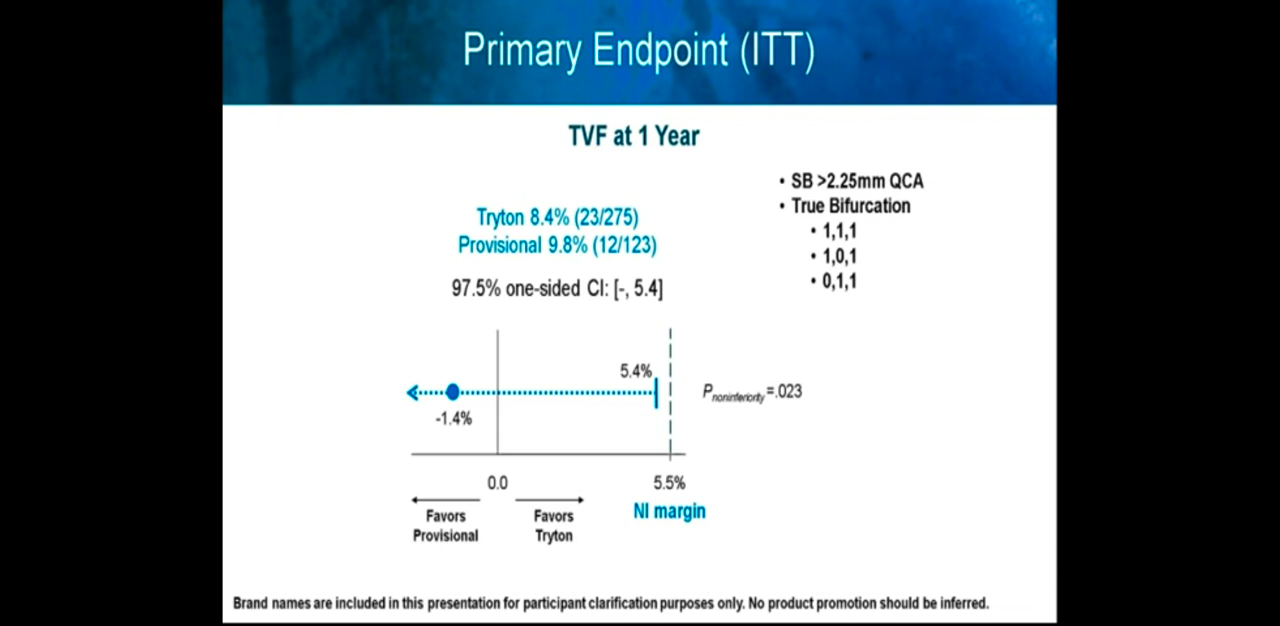 Primary Endpoint (ITT)
TVF at 1 Year
Tryton 8.4% (23/275)
Provisional 9.8% (12/123)
97.5% one-sided CI: [-, 5.4]
• SB >2.25mm QCA
• True Bifurcation
• 1,1,1
• 1,0,1
• 0,1,1
5.4%
-1.4%
Pnoninferiority=.023
0.0
5.5%
NI margin
Favors
Provisional
Favors
Tryton
Brand names are included in this presentation for participant clarification purposes only. No product promotion should be inferred.